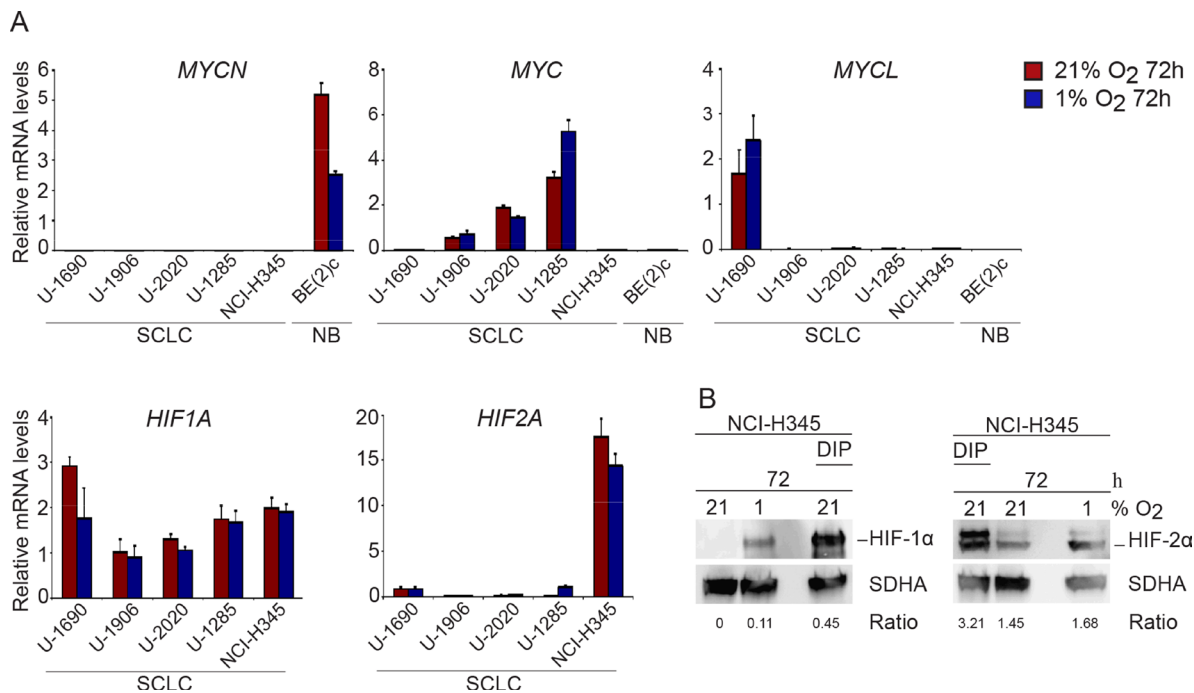 A
MYCN
MYC
MYCL
21% O2 72h
1% O2 72h
Relative mRNA levels
6
5
4
3
2
1
0
8
6
4
2
0
4
3
2
1
0
U-1690
U-1906
U-2020
U-1285
NCI-H345
BE(2)c
U-1690
U-1906
U-2020
U-1285
NCI-H345
BE(2)c
U-1690
U-1906
U-2020
U-1285
NCI-H345
BE(2)c
SCLC NB SCLC NB SCLC NB
HIF1A
HIF2A
Relative mRNA levels
4
3
2
1
0
20
15
10
5
0
U-1690
U-1906
U-2020
U-1285
NCI-H345
U-1690
U-1906
U-2020
U-1285
NCI-H345
SCLC SCLC
B
NCI-H345
DIP
72
21 1 21
–HIF-1α
SDHA
0 0.11 0.45 Ratio
NCI-H345
DIP
72 h
21 21 1 % O2
–HIF-2α
SDHA
3.21 1.45 1.68 Ratio